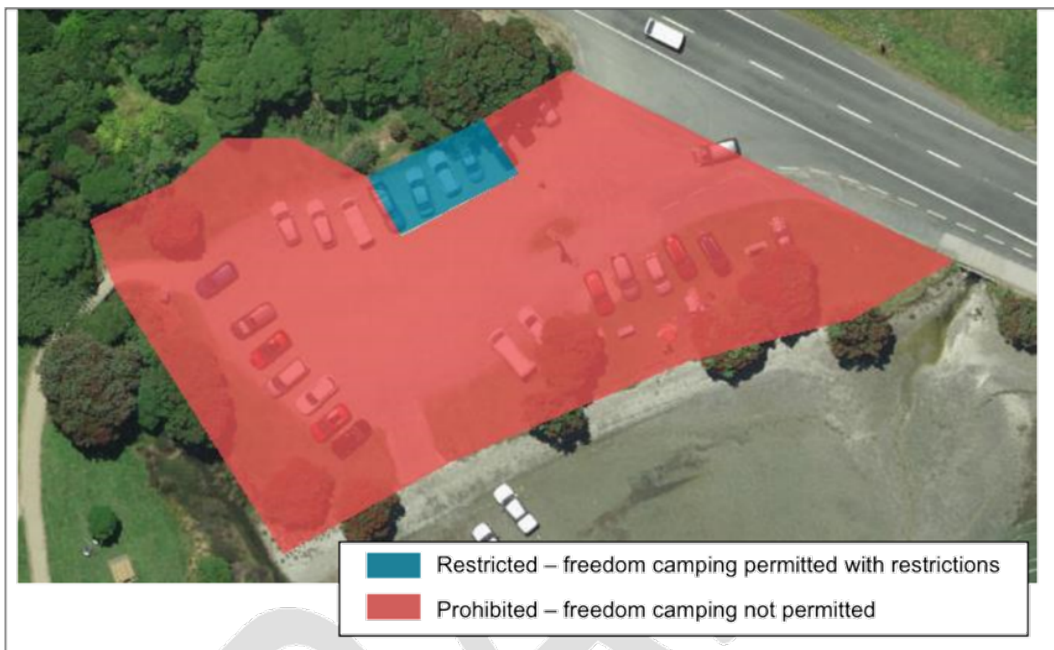 Restricted – freedom camping permitted with restrictions
Prohibited – freedom camping not permitted